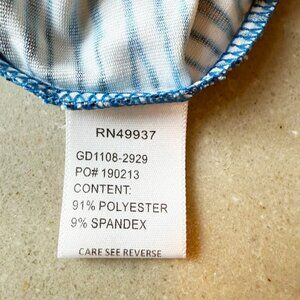 RN49937
GD1108-2929
PO# 190213
CONTENT:
91% POLYESTER
9% SPANDEX
CARE SEE REVERSE